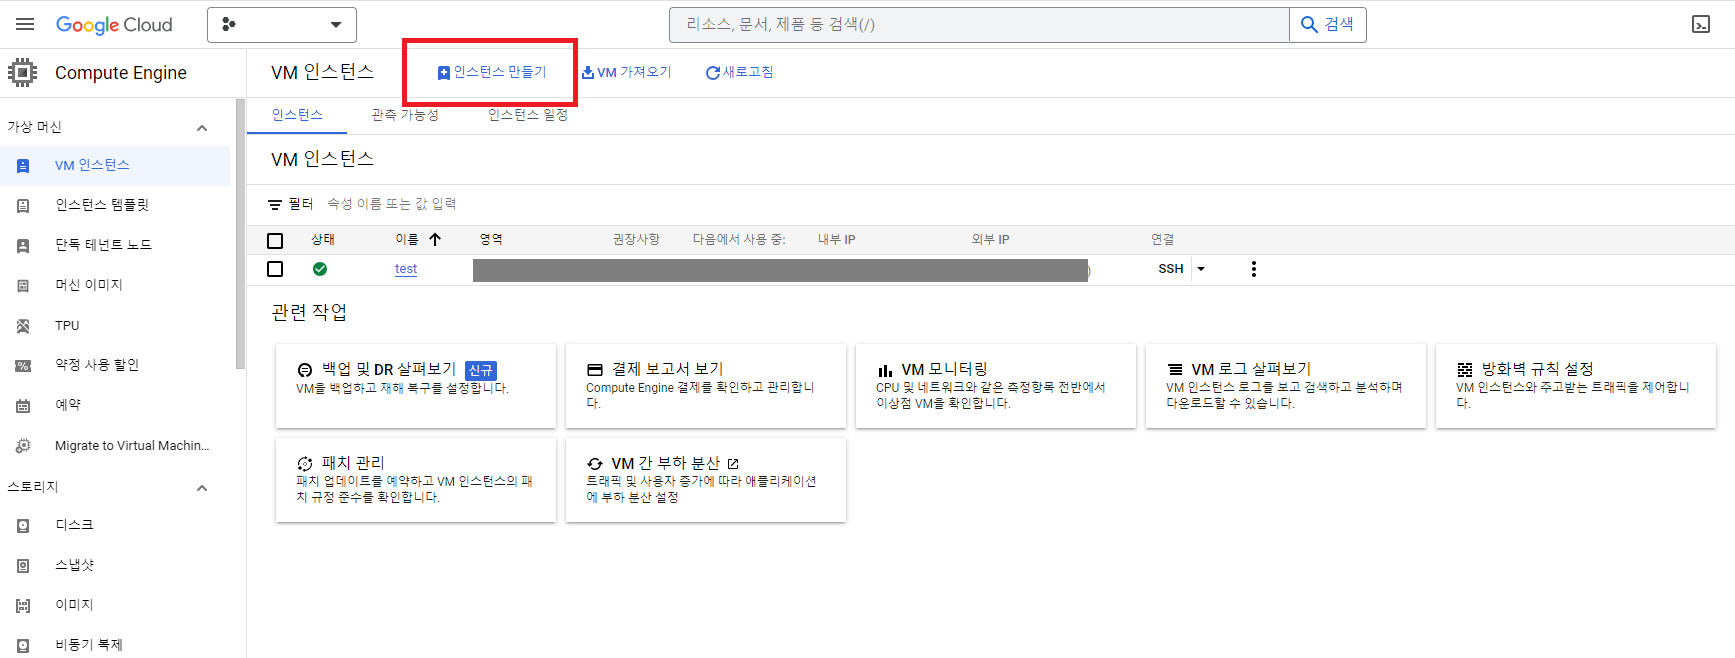 Google Cloud
리소스, 문서, 제품 등 검색(/)
검색
Compute Engine
VM 인스턴스
인스턴스 만들기
VM 가져오기
새로고침
가상 머신
VM 인스턴스
인스턴스 템플릿
단독 테넌트 노드
머신 이미지
TPU
약정 사용 할인
예약
Migrate to Virtual Machin...
스토리지
디스크
스냅샷
이미지
비동기 복제
인스턴스
관측 가능성
인스턴스 일정
VM 인스턴스
필터
속성 이름 또는 값 입력
상태
이름
영역
권장사항
다음에서 사용 중:
내부 IP
외부 IP
연결
test
)
SSH
관련 작업
백업 및 DR 살펴보기 신규
VM을 백업하고 재해 복구를 설정합니다.
결제 보고서 보기
Compute Engine 결제를 확인하고 관리합니
다.
VM 모니터링
CPU 및 네트워크와 같은 측정항목 전반에서
이상점 VM을 확인합니다.
VM 로그 살펴보기
VM 인스턴스 로그를 보고 검색하고 분석하며
다운로드할 수 있습니다.
방화벽 규칙 설정
VM 인스턴스와 주고받는 트래픽을 제어합니
다.
패치 관리
패치 업데이트를 예약하고 VM 인스턴스의 패
치 규정 준수를 확인합니다.
VM 간 부하 분산
트래픽 및 사용자 증가에 따라 애플리케이션
에 부하 분산 설정